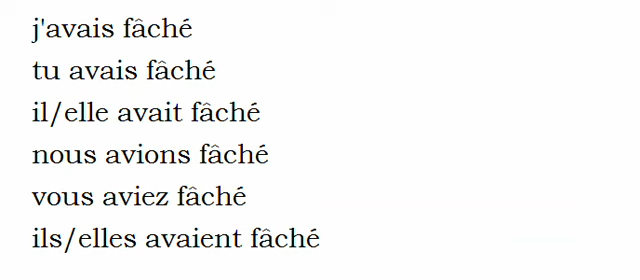 j'avais fâché
tu avais fâché
il/elle avait fâché
nous avions fâché
vous aviez fâché
ils/elles avaient fâché